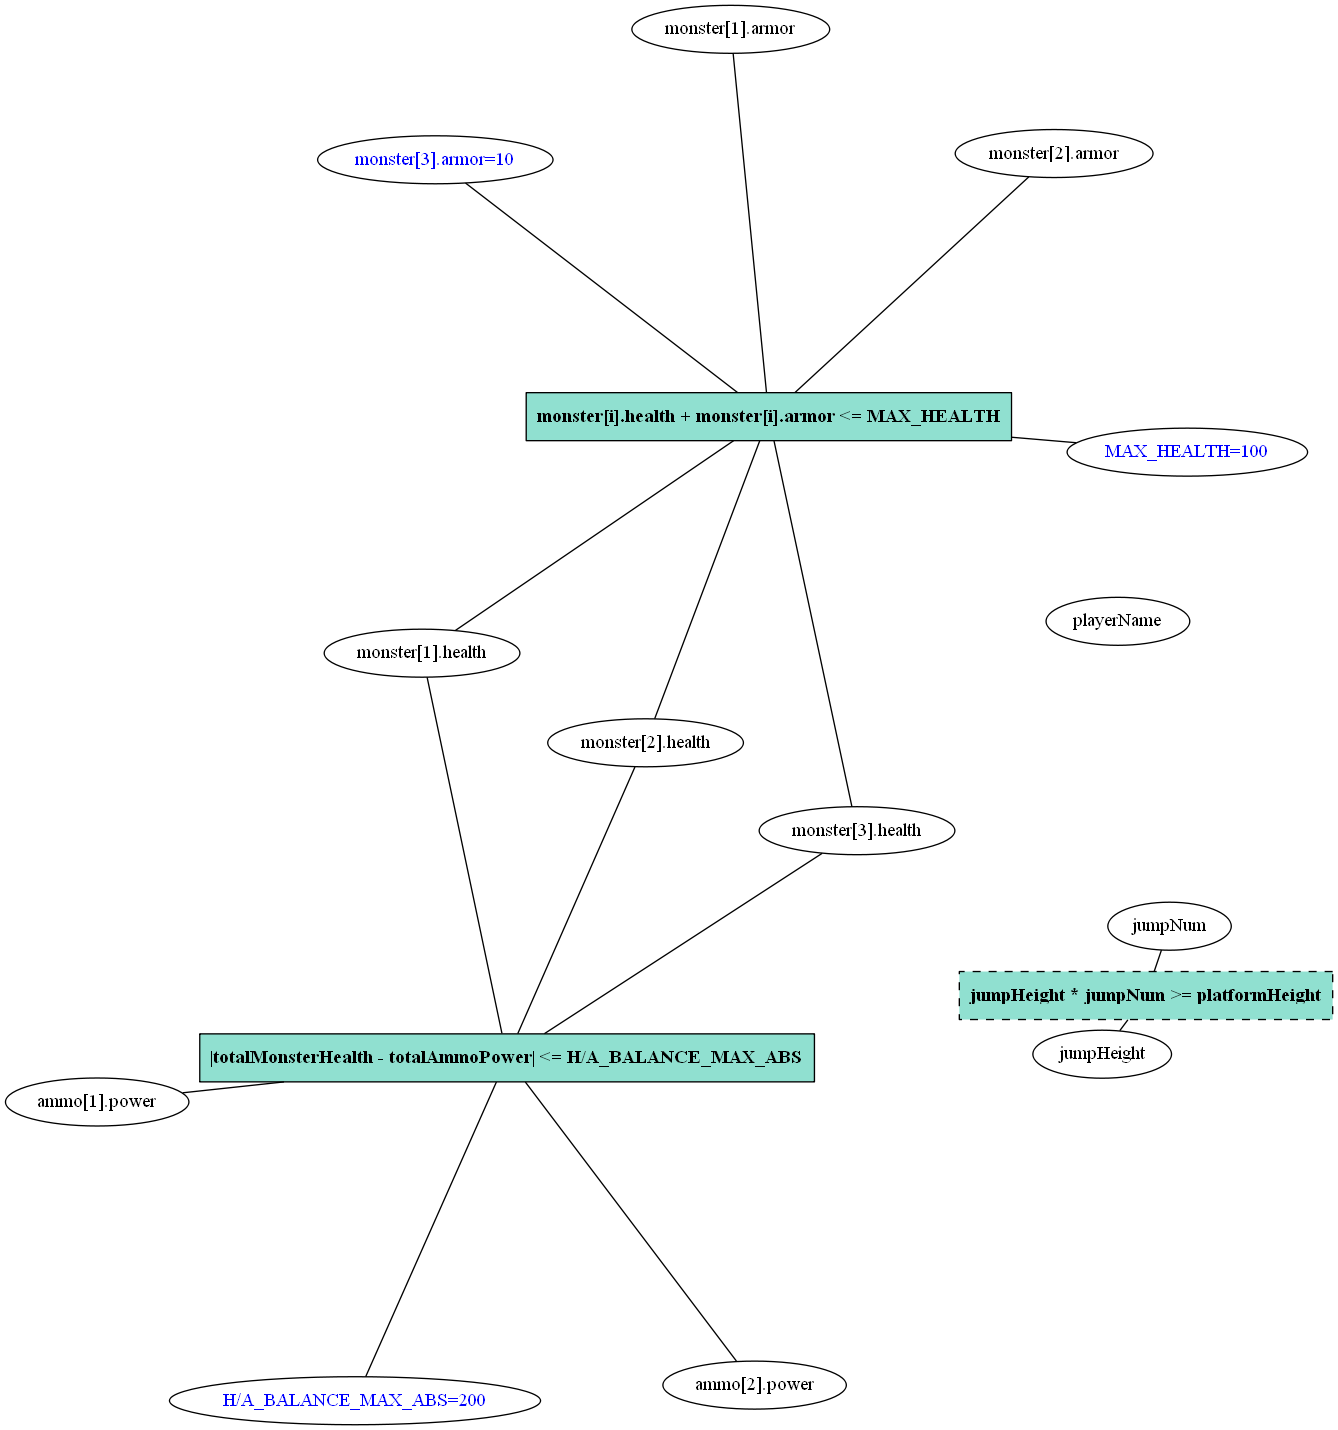 monster[1].armor
monster[3].armor=10
monster[2].armor
monster[i].health + monster[i].armor <= MAX_HEALTH
MAX_HEALTH=100
playerName
monster[1].health
monster[2].health
monster[3].health
jumpNum
jumpHeight * jumpNum >= platformHeight
jumpHeight
|totalMonsterHealth - totalAmmoPower| <= H/A_BALANCE_MAX_ABS
ammo[1].power
H/A_BALANCE_MAX_ABS=200
ammo[2].power